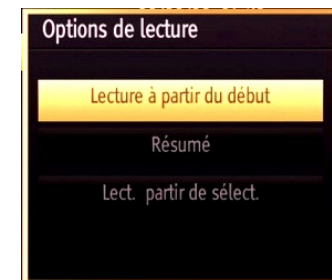 Options de lecture
Lecture à partir du début
Résumé
Lect. partir de sélect.